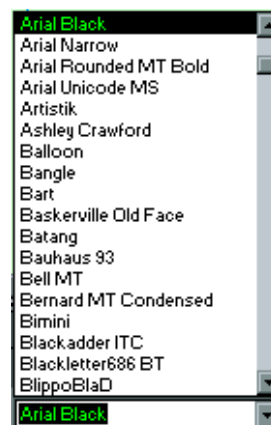 Arial Black
Arial Narrow
Arial Rounded MT Bold
Arial Unicode MS
Artistik
Ashley Crawford
Balloon
Bangle
Bart
Baskerville Old Face
Batang
Bauhaus 93
Bell MT
Bernard MT Condensed
Bimini
Blackadder ITC
Blackletter686 BT
BlippoBlaD
Arial Black